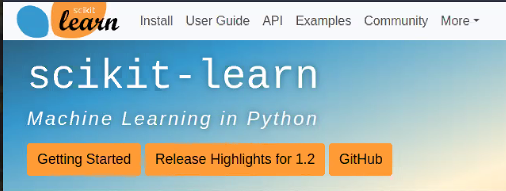 scikit
learn
Install User Guide API Examples Community More
scikit-learn
Machine Learning in Python
Getting Started Release Highlights for 1.2 GitHub